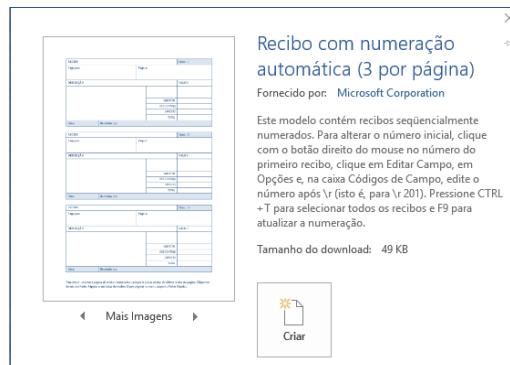 Recibo com numeração
automática (3 por página)
Fornecido por: Microsoft Corporation
Este modelo contém recibos seqüencialmente
numerados. Para alterar o número inicial, clique
com o botão direito do mouse no número do
primeiro recibo, clique em Editar Campo, em
Opções e, na caixa Códigos de Campo, edite o
número após \r (isto é, para \r 201). Pressione CTRL
+T para selecionar todos os recibos e F9 para
atualizar a numeração.
Tamanho do download: 49 KB
Mais Imagens
Criar